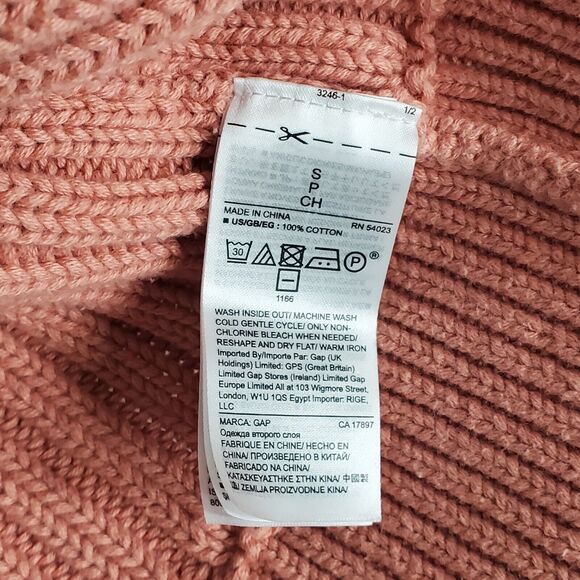 3246-1
1/2
S
P
CH
MADE IN CHINA RN 54023
■ US/GB/EG : 100% COTTON
30 P ®
1166
WASH INSIDE OUT/ MACHINE WASH
COLD GENTLE CYCLE/ ONLY NON-
CHLORINE BLEACH WHEN NEEDED/
RESHAPE AND DRY FLAT/ WARM IRON
Imported By/Importe Par: Gap (UK
Holdings) Limited: GPS (Great Britain)
Limited Gap Stores (Ireland) Limited Gap
Europe Limited All at 103 Wigmore Street,
London, W1U 1QS Egypt Importer: RIGE,
LLC
MARCA: GAP CA 17897
Одежда второго слоя
FABRIQUE EN CHINE/ HECHO EN
CHINA/ ПРОИЗВЕДЕНО В КИТАЙ/
FABRICADO NA CHINA/
ΚΑΤΑΣΚΕΥΑΣΤΗΚΕ ΣΤΗΝ ΚΙΝΑ/ 中國製
ZEMLJA PROIZVODNJE KINA/